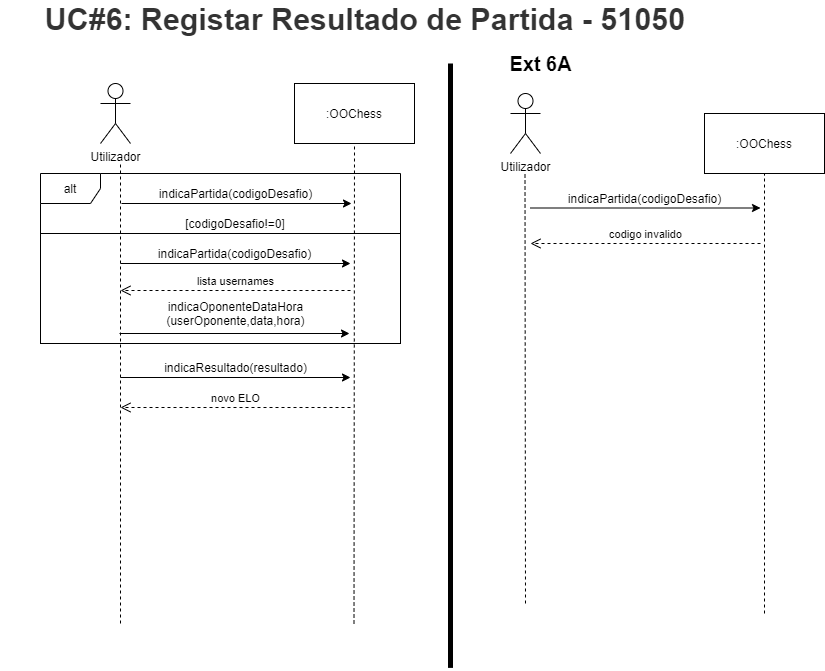 UC#6: Registar Resultado de Partida - 51050
Utilizador
:OOChess
alt
indicaPartida(codigoDesafio)
[codigoDesafio!=0]
indicaPartida(codigoDesafio)
lista usernames
indicaOponenteDataHora
(userOponente,data,hora)
indicaResultado(resultado)
novo ELO
Ext 6A
Utilizador
:OOChess
indicaPartida(codigoDesafio)
codigo invalido